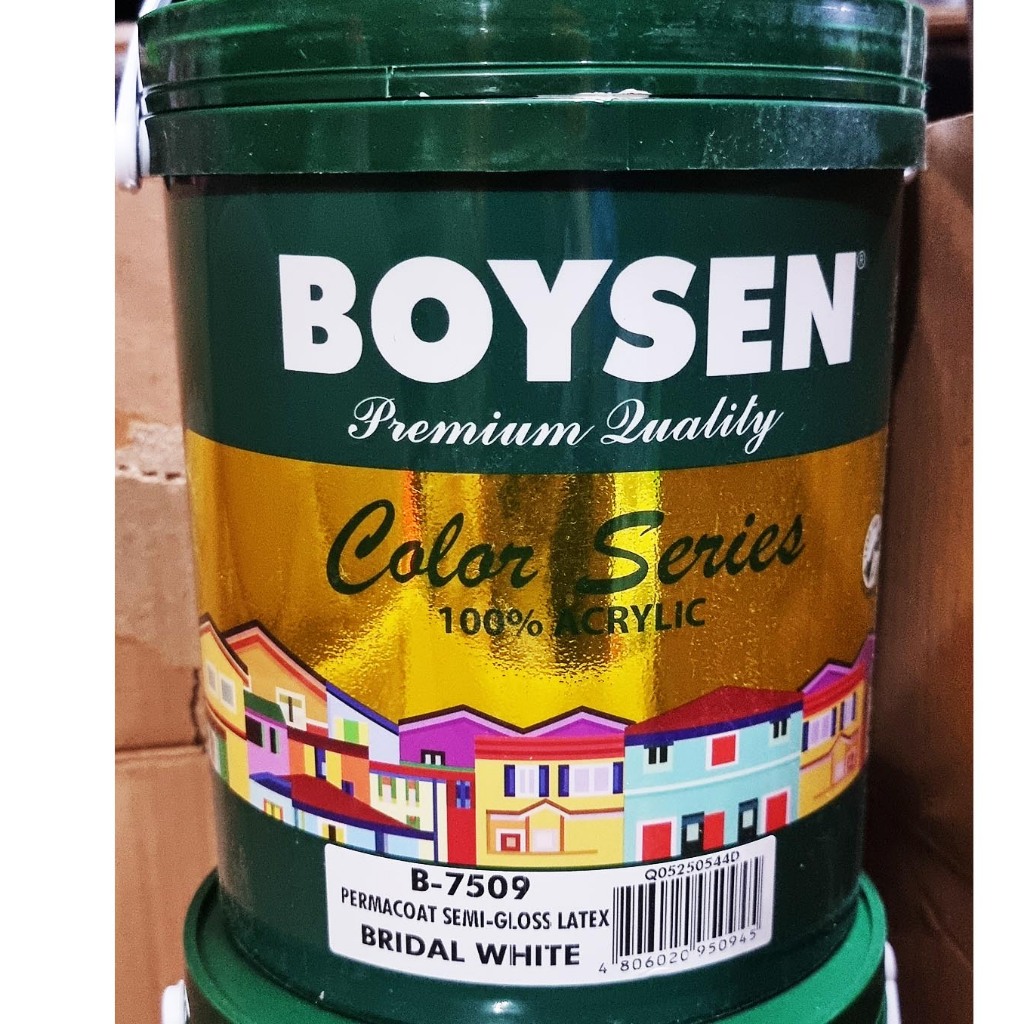 BOYSEN®
Premium Quality
Color Series
100% ACRYLIC
B-7509
PERMACOAT SEMI-GLOSS LATEX
BRIDAL WHITE
Q05250544D
4 806020 950945